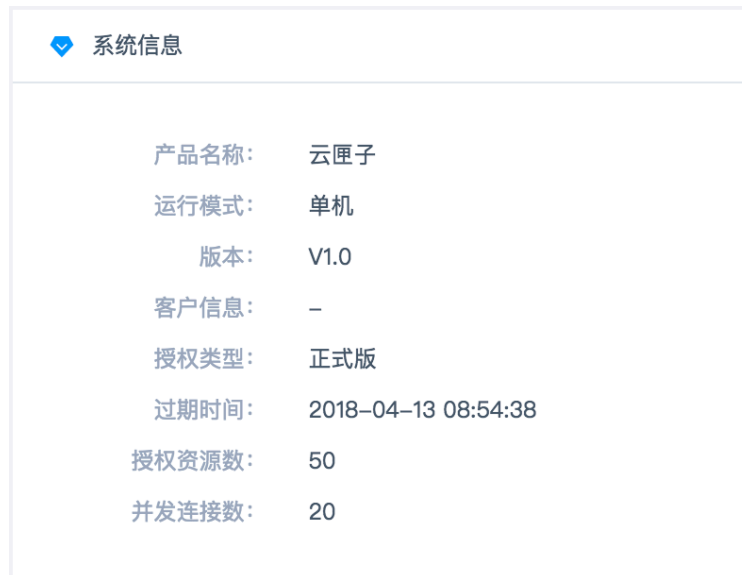 系统信息
产品名称： 云匣子
运行模式： 单机
版本： V1.0
客户信息： –
授权类型： 正式版
过期时间： 2018–04–13 08:54:38
授权资源数： 50
并发连接数： 20